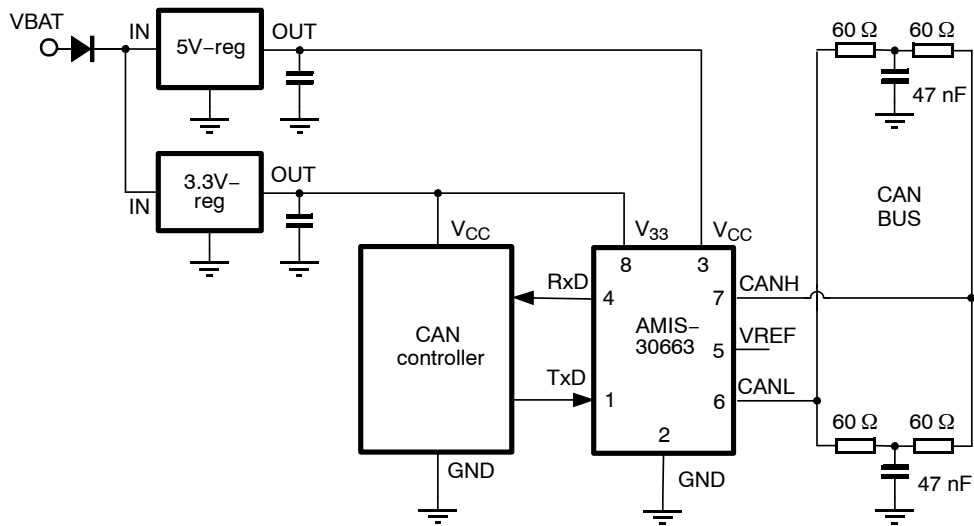 VBAT
IN
5V–reg
OUT
60 Ω
60 Ω
47 nF
IN
3.3V–
reg
OUT
CAN
BUS
VCC
V33
VCC
8
3
RxD
4
7
CANH
CAN
controller
AMIS–
30663
5
VREF
TxD
1
6
CANL
2
GND
GND
60 Ω
60 Ω
47 nF